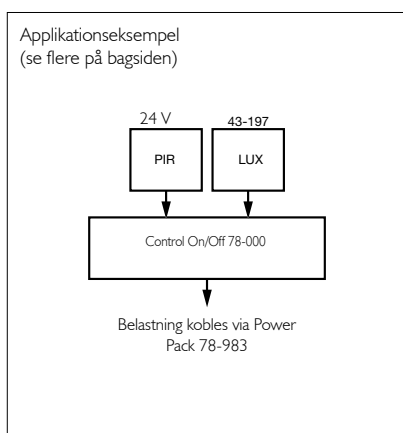 Applikationseksempel
(se flere på bagsiden)
24 V
43-197
PIR
LUX
Control On/Off 78-000
Belastning kobles via Power
Pack 78-983